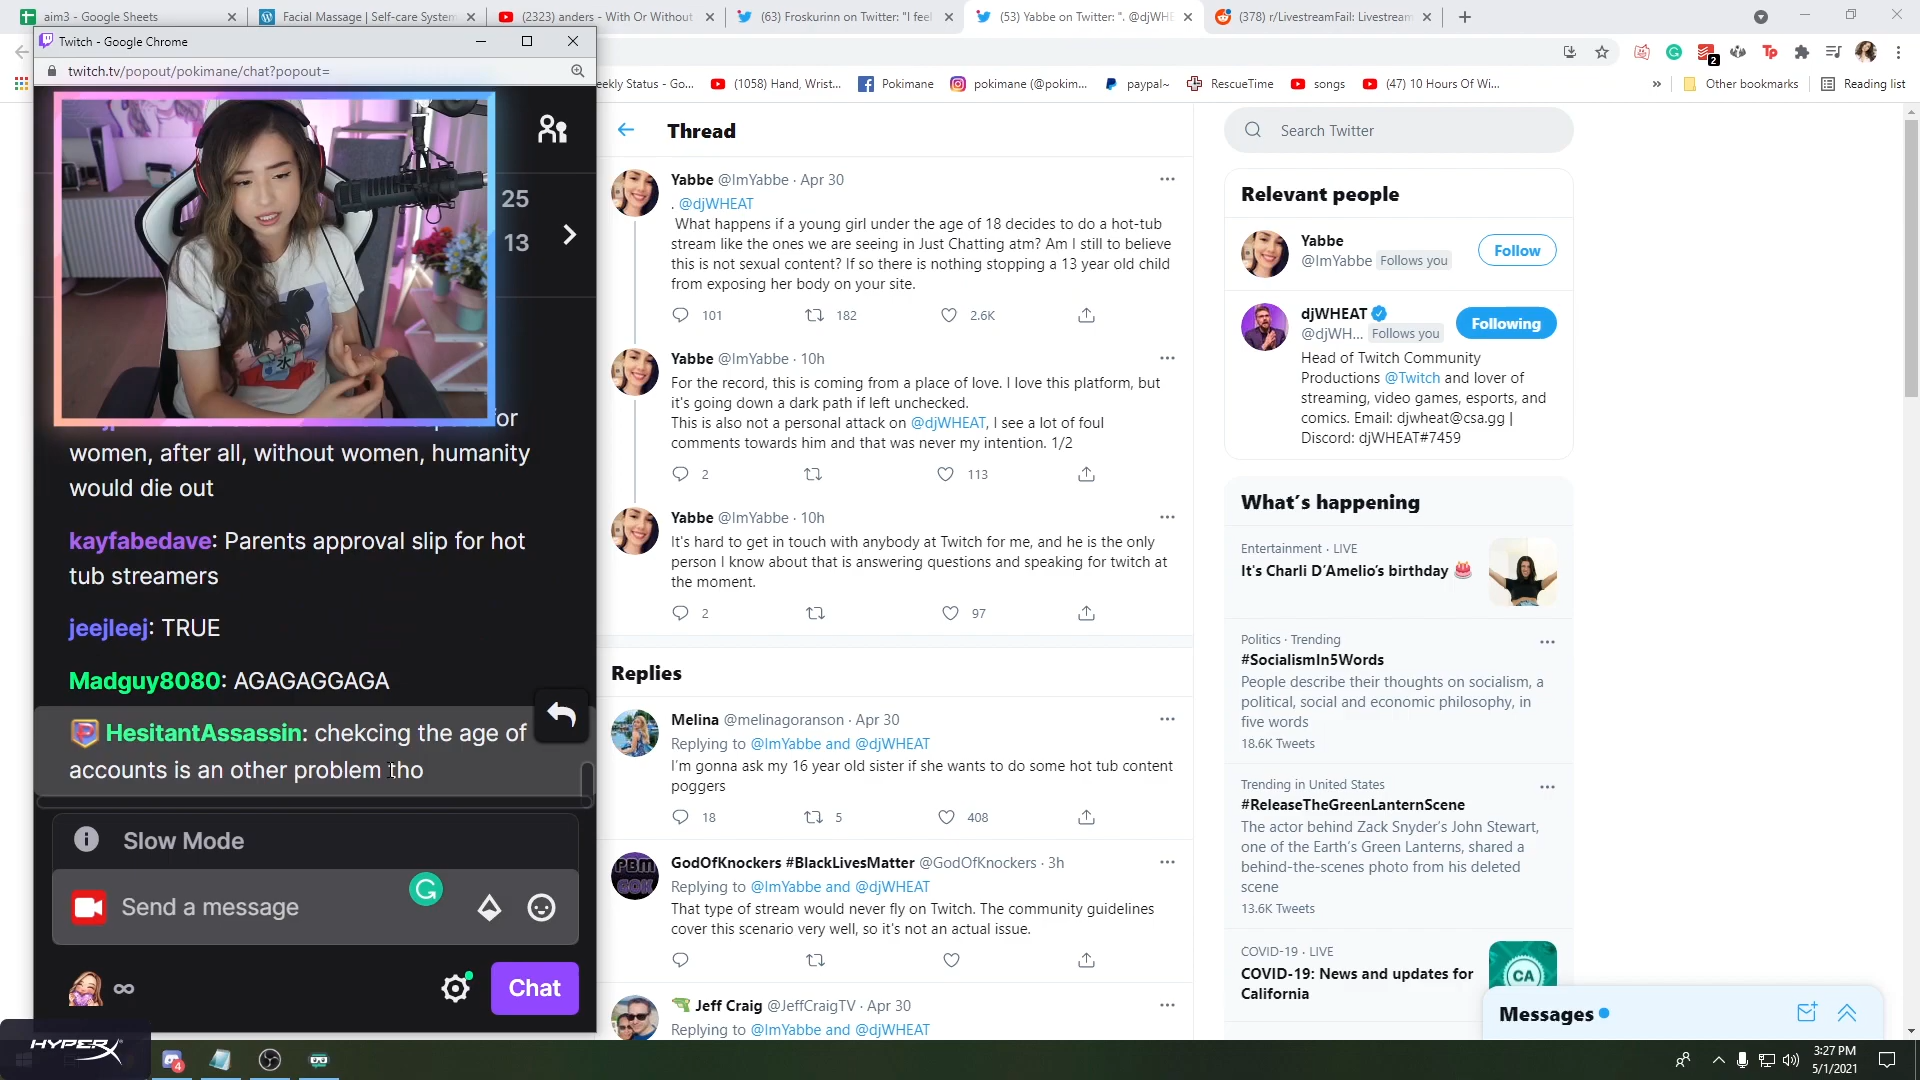 aim3 - Google Sheets
Facial Massage | Self-care System
(2323) anders - With Or Without
(63) Froskurinn on Twitter: "I feel
(53) Yabbe on Twitter: ". @djWHE
(378) r/LivestreamFail: Livestream
Twitch - Google Chrome
twitch.tv/popout/pokimane/chat?popout=
2
eekly Status - Go...
(1058) Hand, Wrist...
Pokimane
pokimane (@pokim...
paypal~
RescueTime
songs
(47) 10 Hours Of Wi...
»
Other bookmarks
Reading list
25
13
for
women, after all, without women, humanity
would die out
kayfabedave: Parents approval slip for hot
tub streamers
jeejleej: TRUE
Madguy8080: AGAGAGGAGA
HesitantAssassin: chekcing the age of
accounts is an other problem tho
Slow Mode
Send a message
∞
Chat
Thread
Yabbe @ImYabbe · Apr 30
. @djWHEAT
What happens if a young girl under the age of 18 decides to do a hot-tub
stream like the ones we are seeing in Just Chatting atm? Am I still to believe
this is not sexual content? If so there is nothing stopping a 13 year old child
from exposing her body on your site.
101 182 2.6K
Yabbe @ImYabbe · 10h
For the record, this is coming from a place of love. I love this platform, but
it's going down a dark path if left unchecked.
This is also not a personal attack on @djWHEAT, I see a lot of foul
comments towards him and that was never my intention. 1/2
2 113
Yabbe @ImYabbe · 10h
It's hard to get in touch with anybody at Twitch for me, and he is the only
person I know about that is answering questions and speaking for twitch at
the moment.
2 97
Replies
Melina @melinagoranson · Apr 30
Replying to @ImYabbe and @djWHEAT
I'm gonna ask my 16 year old sister if she wants to do some hot tub content
poggers
18 5 408
GodOfKnockers #BlackLivesMatter @GodOfKnockers · 3h
Replying to @ImYabbe and @djWHEAT
That type of stream would never fly on Twitch. The community guidelines
cover this scenario very well, so it's not an actual issue.
Jeff Craig @JeffCraigTV · Apr 30
Replying to @ImYabbe and @djWHEAT
Search Twitter
Relevant people
Yabbe
@ImYabbe Follows you
Follow
djWHEAT
@djWH... Follows you
Following
Head of Twitch Community
Productions @Twitch and lover of
streaming, video games, esports, and
comics. Email: djwheat@csa.gg |
Discord: djWHEAT#7459
What's happening
Entertainment · LIVE
It's Charli D'Amelio's birthday
Politics · Trending
#SocialismIn5Words
People describe their thoughts on socialism, a
political, social and economic philosophy, in
five words
18.6K Tweets
Trending in United States
#ReleaseTheGreenLanternScene
The actor behind Zack Snyder's John Stewart,
one of the Earth's Green Lanterns, shared a
behind-the-scenes photo from his deleted
scene
13.6K Tweets
COVID-19 · LIVE
COVID-19: News and updates for
California
CA
Messages
HYPERX
4
3:27 PM
5/1/2021